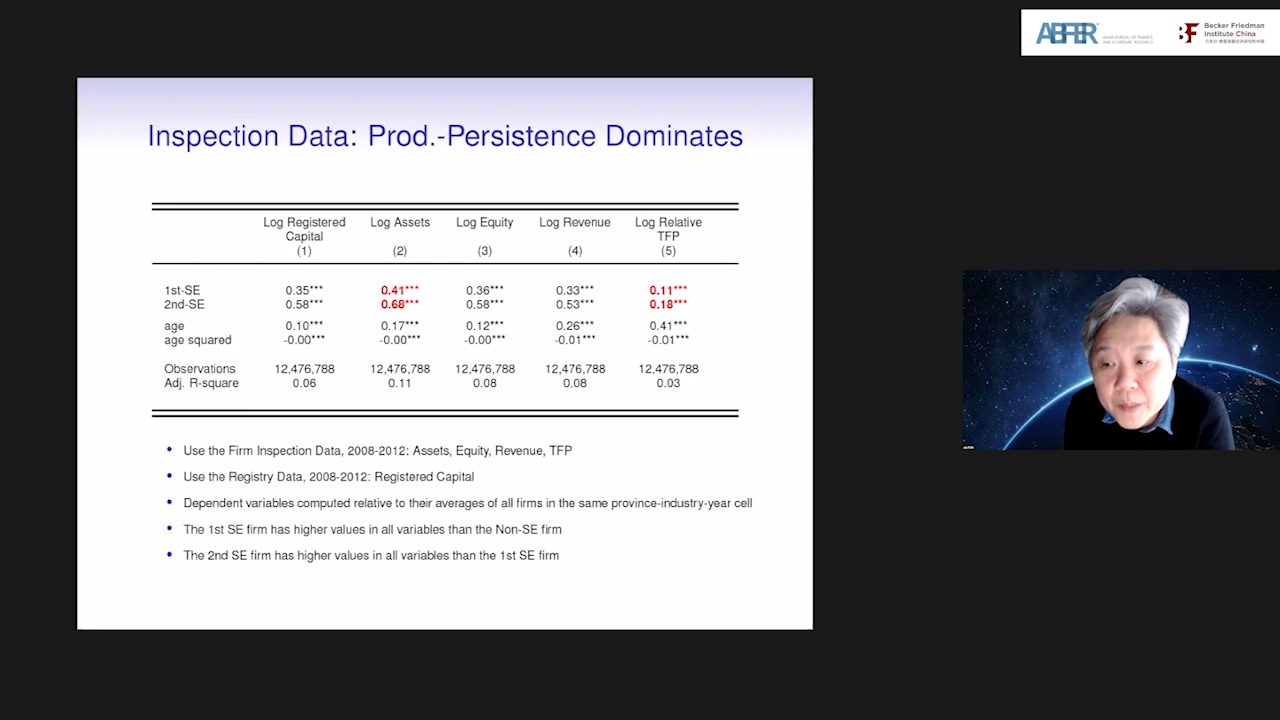 ABFER
ASIAN BUREAU OF FINANCE
AND ECONOMIC RESEARCH
BF
Becker Friedman
Institute China
Inspection Data: Prod.-Persistence Dominates
Log Registered Log Assets Log Equity Log Revenue Log Relative
Capital TFP
(1) (2) (3) (4) (5)
1st-SE 0.35*** 0.41*** 0.36*** 0.33*** 0.11***
2nd-SE 0.58*** 0.68*** 0.58*** 0.53*** 0.18***
age 0.10*** 0.17*** 0.12*** 0.26*** 0.41***
age squared -0.00*** -0.00*** -0.00*** -0.01*** -0.01***
Observations 12,476,788 12,476,788 12,476,788 12,476,788 12,476,788
Adj. R-square 0.06 0.11 0.08 0.08 0.03
• Use the Firm Inspection Data, 2008-2012: Assets, Equity, Revenue, TFP
• Use the Registry Data, 2008-2012: Registered Capital
• Dependent variables computed relative to their averages of all firms in the same province-industry-year cell
• The 1st SE firm has higher values in all variables than the Non-SE firm
• The 2nd SE firm has higher values in all variables than the 1st SE firm